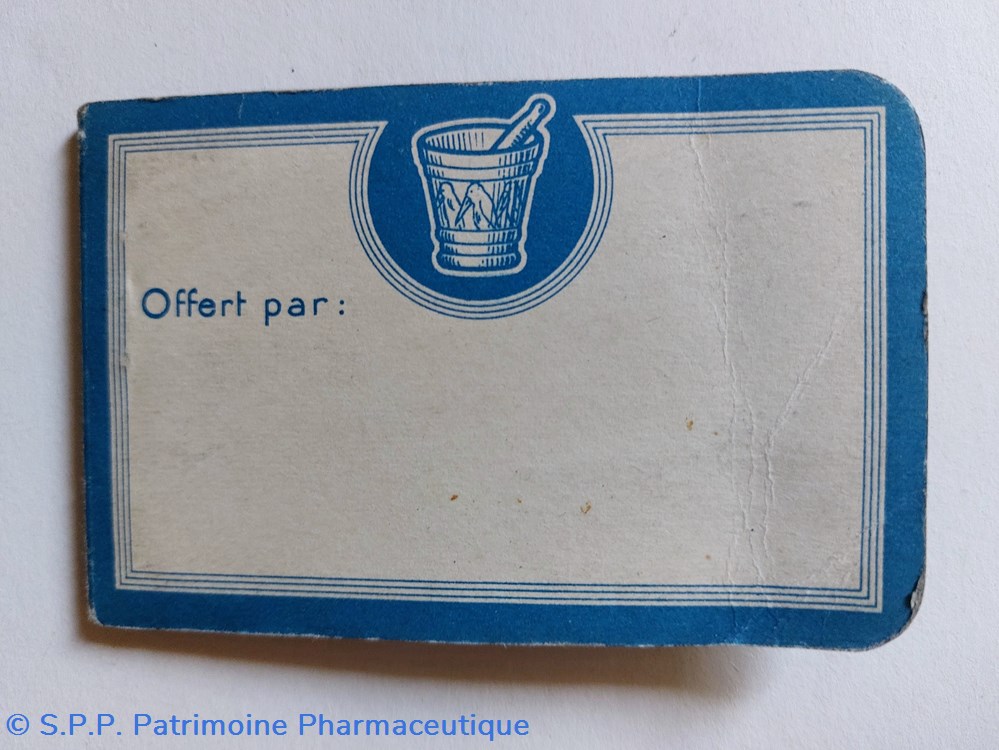 Offert par :
© S.P.P. Patrimoine Pharmaceutique